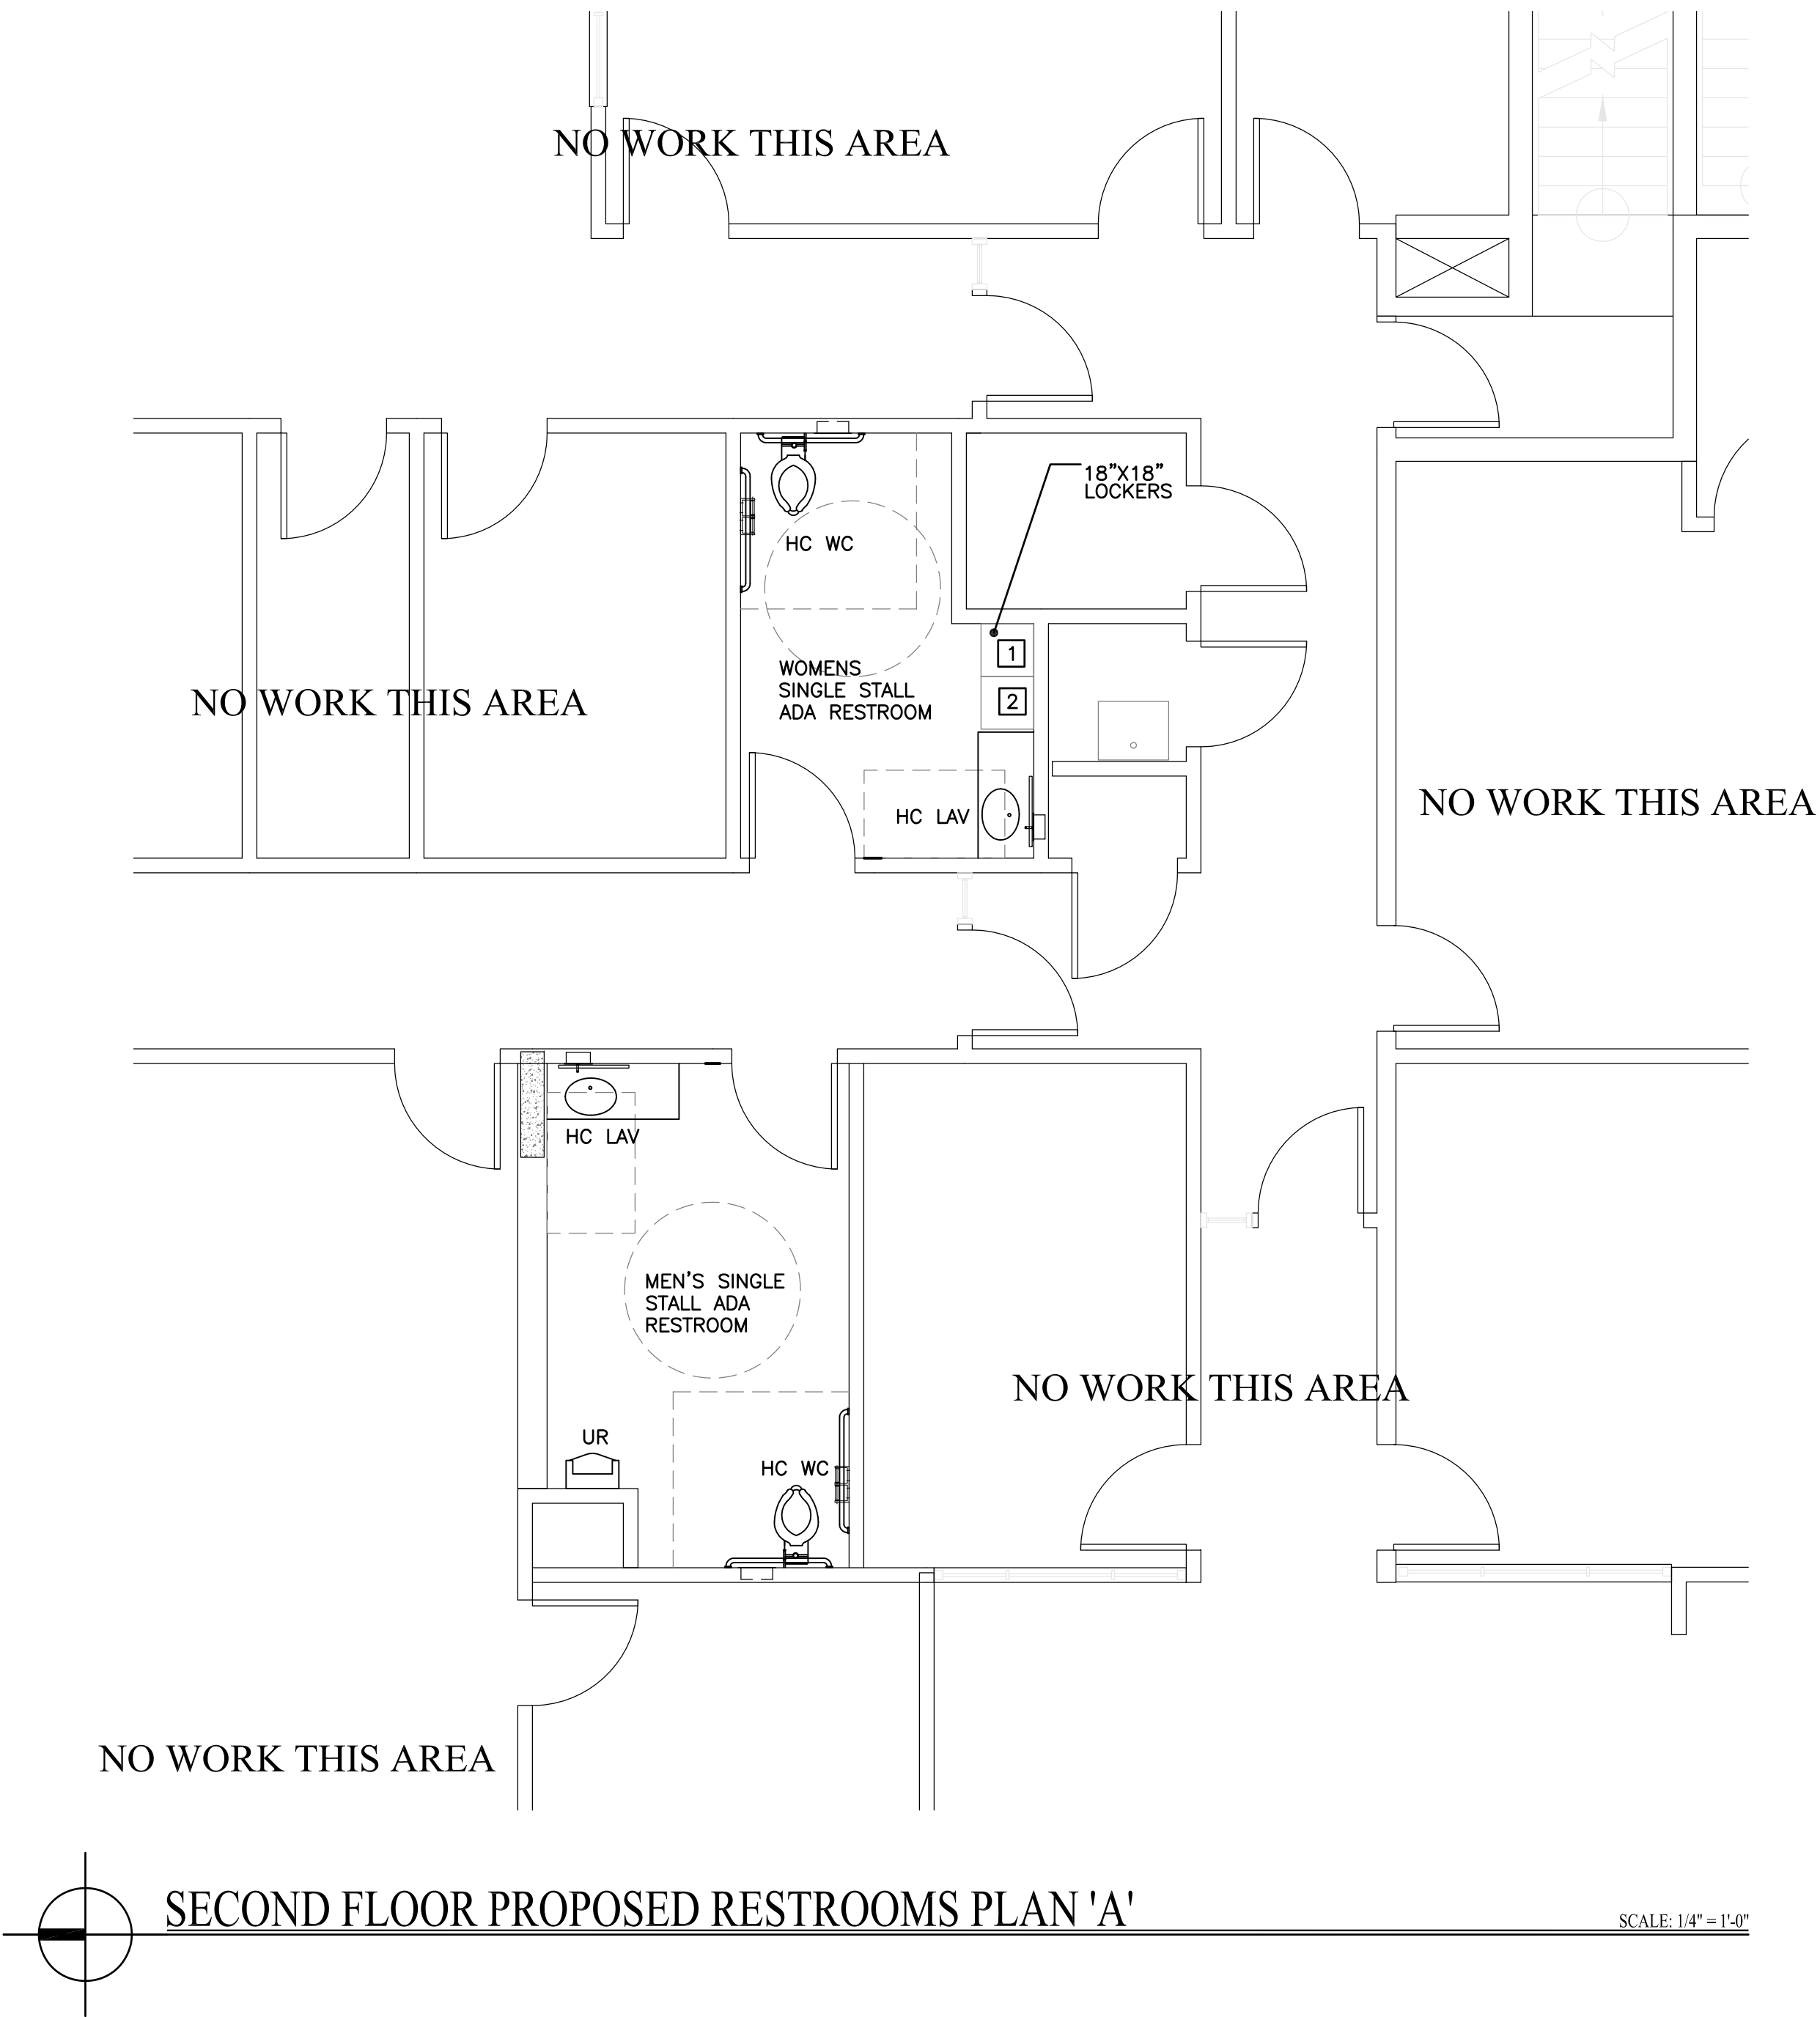 NO WORK THIS AREA
18"X18"
LOCKERS
HC WC
1
WOMENS
SINGLE STALL
ADA RESTROOM
2
NO WORK THIS AREA
NO WORK THIS AREA
HC LAV
HC LAV
MEN'S SINGLE
STALL ADA
RESTROOM
NO WORK THIS AREA
UR
HC WC
NO WORK THIS AREA
SECOND FLOOR PROPOSED RESTROOMS PLAN 'A'
SCALE: 1/4" = 1'-0"